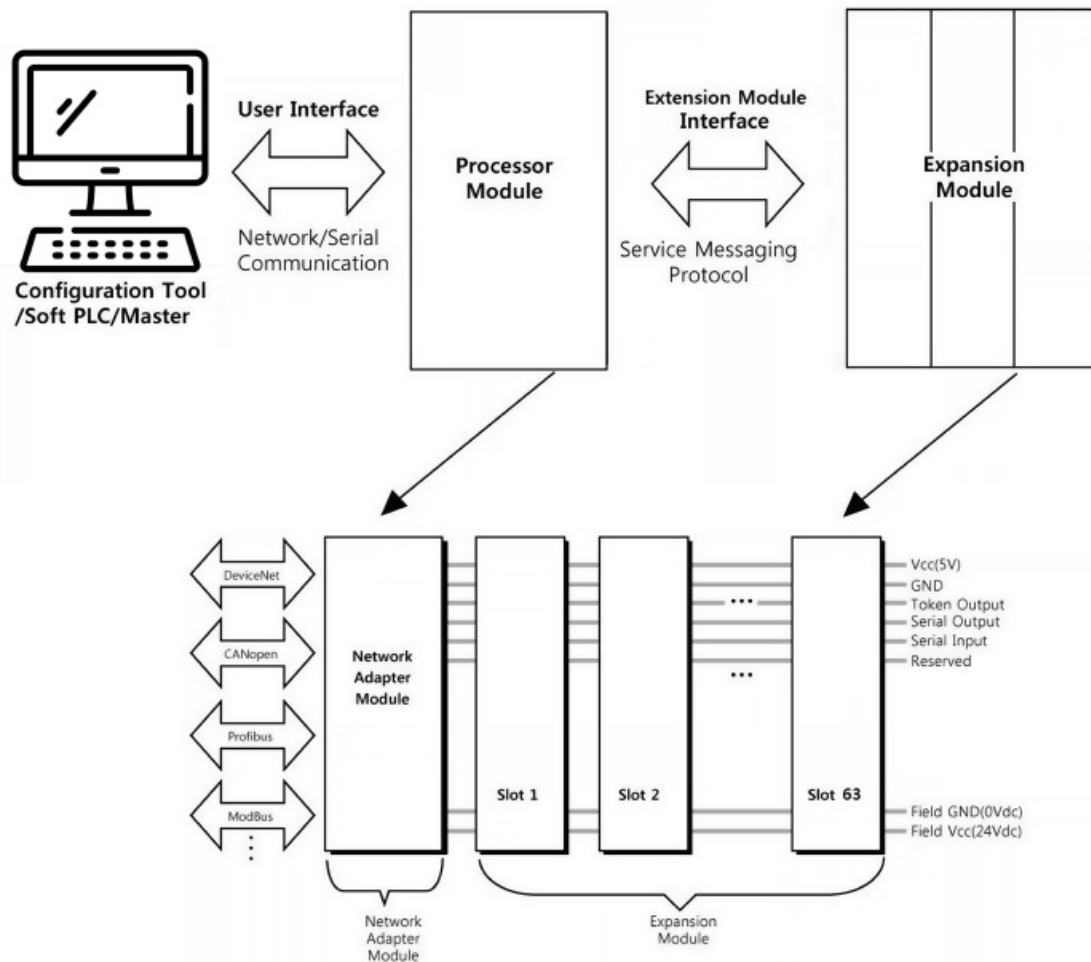 User Interface
Network/Serial
Communication
Configuration Tool
/Soft PLC/Master
Processor
Module
Extension Module
Interface
Service Messaging
Protocol
Expansion
Module
DeviceNet
CANopen
Profibus
ModBus
Network
Adapter
Module
Slot 1
Slot 2
Slot 63
Vcc(5V)
GND
Token Output
Serial Output
Serial Input
Reserved
Field GND(0Vdc)
Field Vcc(24Vdc)
Network
Adapter
Module
Expansion
Module